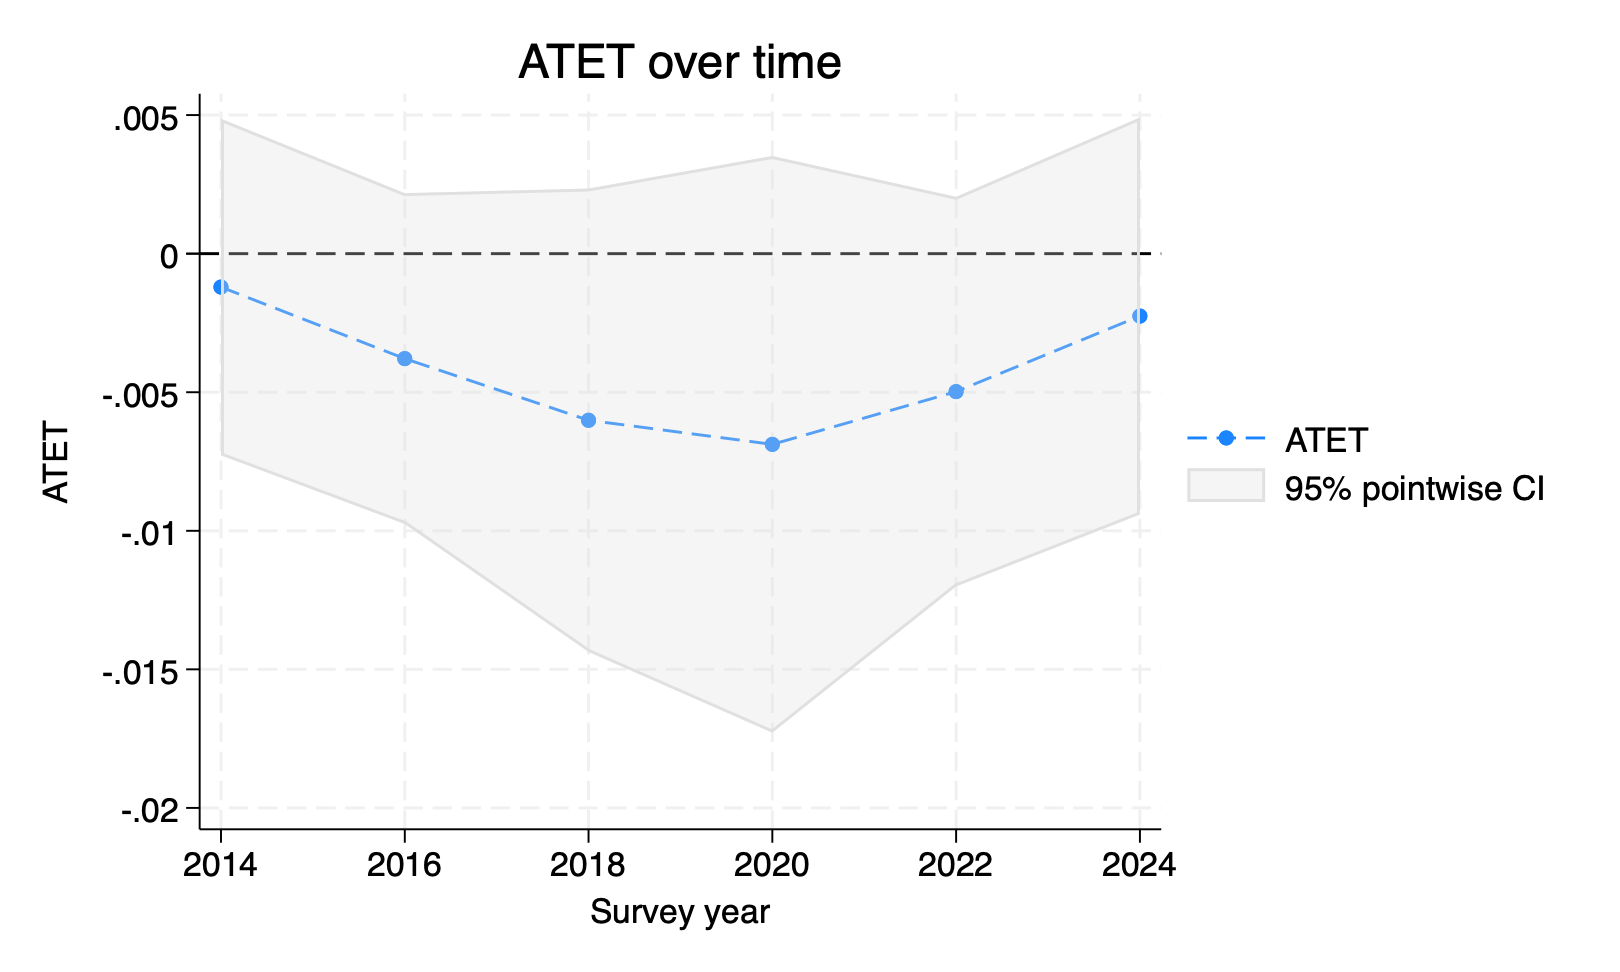 ATET over time
.005
0
-.005
-.01
-.015
-.02
ATET
2014 2016 2018 2020 2022 2024
Survey year
ATET
95% pointwise CI